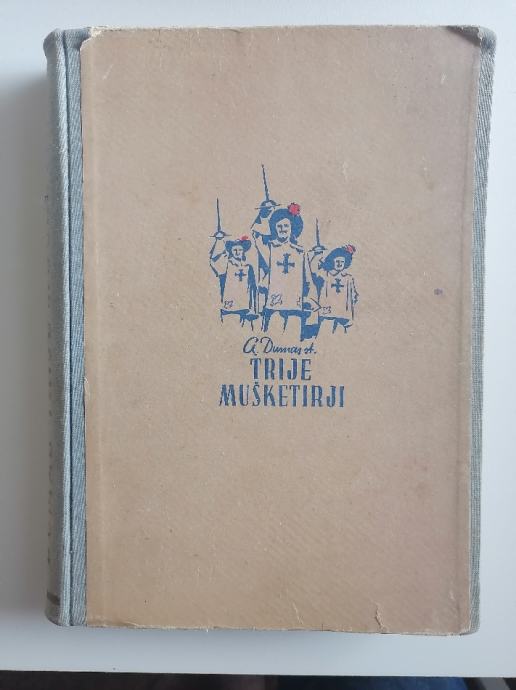 A. Dumas st.
TRIJE
MUŠKETIRJI